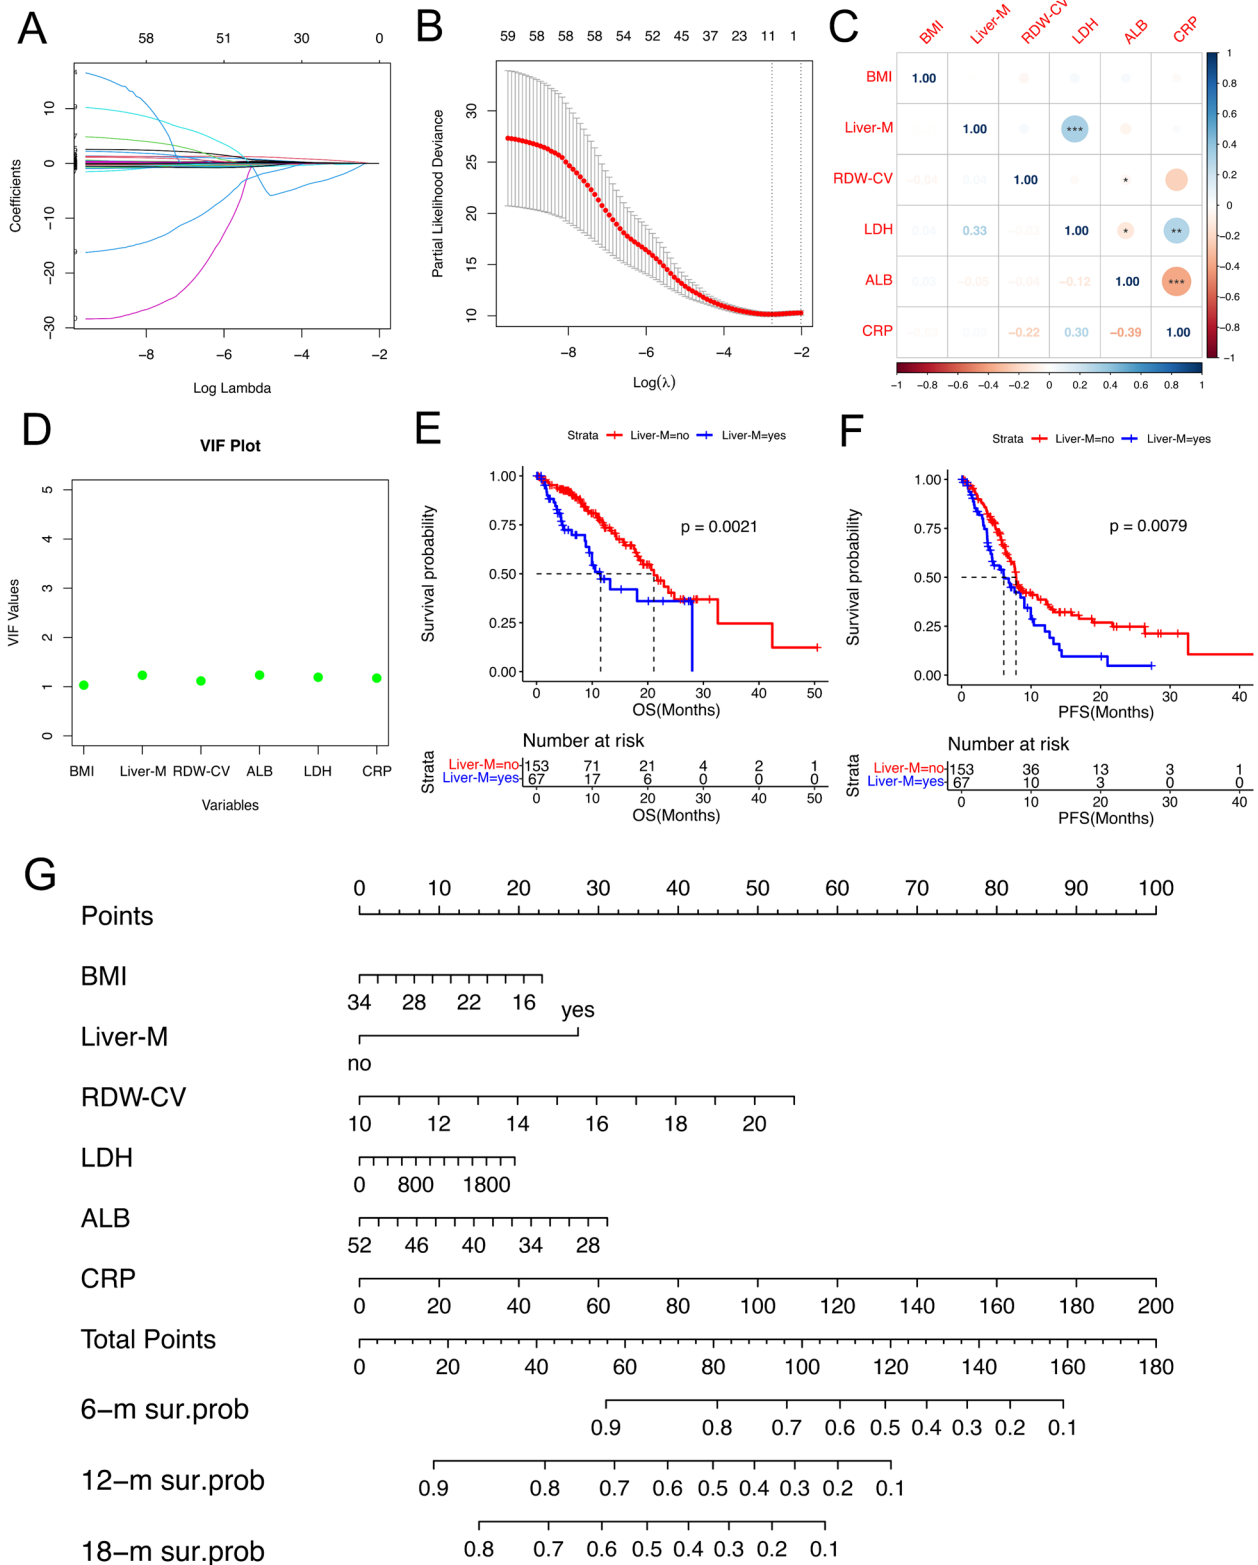 A
58 51 30 0
Coefficients
10
0
−10
−20
−30
−8 −6 −4 −2
Log Lambda
B
59 58 58 58 54 52 45 37 23 11 1
Partial Likelihood Deviance
30
25
20
15
10
−8 −6 −4 −2
Log(λ)
C
BMI Liver-M RDW-CV LDH ALB CRP
BMI 1.00
Liver-M 1.00 ***
RDW-CV −0.04 0.04 1.00 *
LDH 0.33 1.00 * **
ALB −0.05 −0.04 −0.12 1.00 ***
CRP −0.22 0.30 −0.39 1.00
1
0.8
0.6
0.4
0.2
0
−0.2
−0.4
−0.6
−0.8
−1
−1 −0.8 −0.6 −0.4 −0.2 0 0.2 0.4 0.6 0.8 1
D
VIF Plot
VIF Values
5
4
3
2
1
0
BMI Liver-M RDW-CV ALB LDH CRP
Variables
E
Strata Liver-M=no Liver-M=yes
Survival probability
1.00
0.75
0.50
0.25
0.00
p = 0.0021
0 10 20 30 40 50
OS(Months)
Number at risk
Strata
Liver-M=no 153 71 21 4 2 1
Liver-M=yes 67 17 6 0 0 0
0 10 20 30 40 50
OS(Months)
F
Strata Liver-M=no Liver-M=yes
Survival probability
1.00
0.75
0.50
0.25
0.00
p = 0.0079
0 10 20 30 40
PFS(Months)
Number at risk
Strata
Liver-M=no 153 36 13 3 1
Liver-M=yes 67 10 3 0 0
0 10 20 30 40
PFS(Months)
G
0 10 20 30 40 50 60 70 80 90 100
Points
BMI
34 28 22 16
yes
Liver-M
no
RDW-CV
10 12 14 16 18 20
LDH
0 800 1800
ALB
52 46 40 34 28
CRP
0 20 40 60 80 100 120 140 160 200
Total Points
0 20 40 60 80 100 120 140 160 180
6−m sur.prob
0.9 0.8 0.7 0.6 0.5 0.4 0.3 0.2 0.1
12−m sur.prob
0.9 0.8 0.7 0.6 0.5 0.4 0.3 0.2 0.1
18−m sur.prob
0.8 0.7 0.6 0.5 0.4 0.3 0.2 0.1